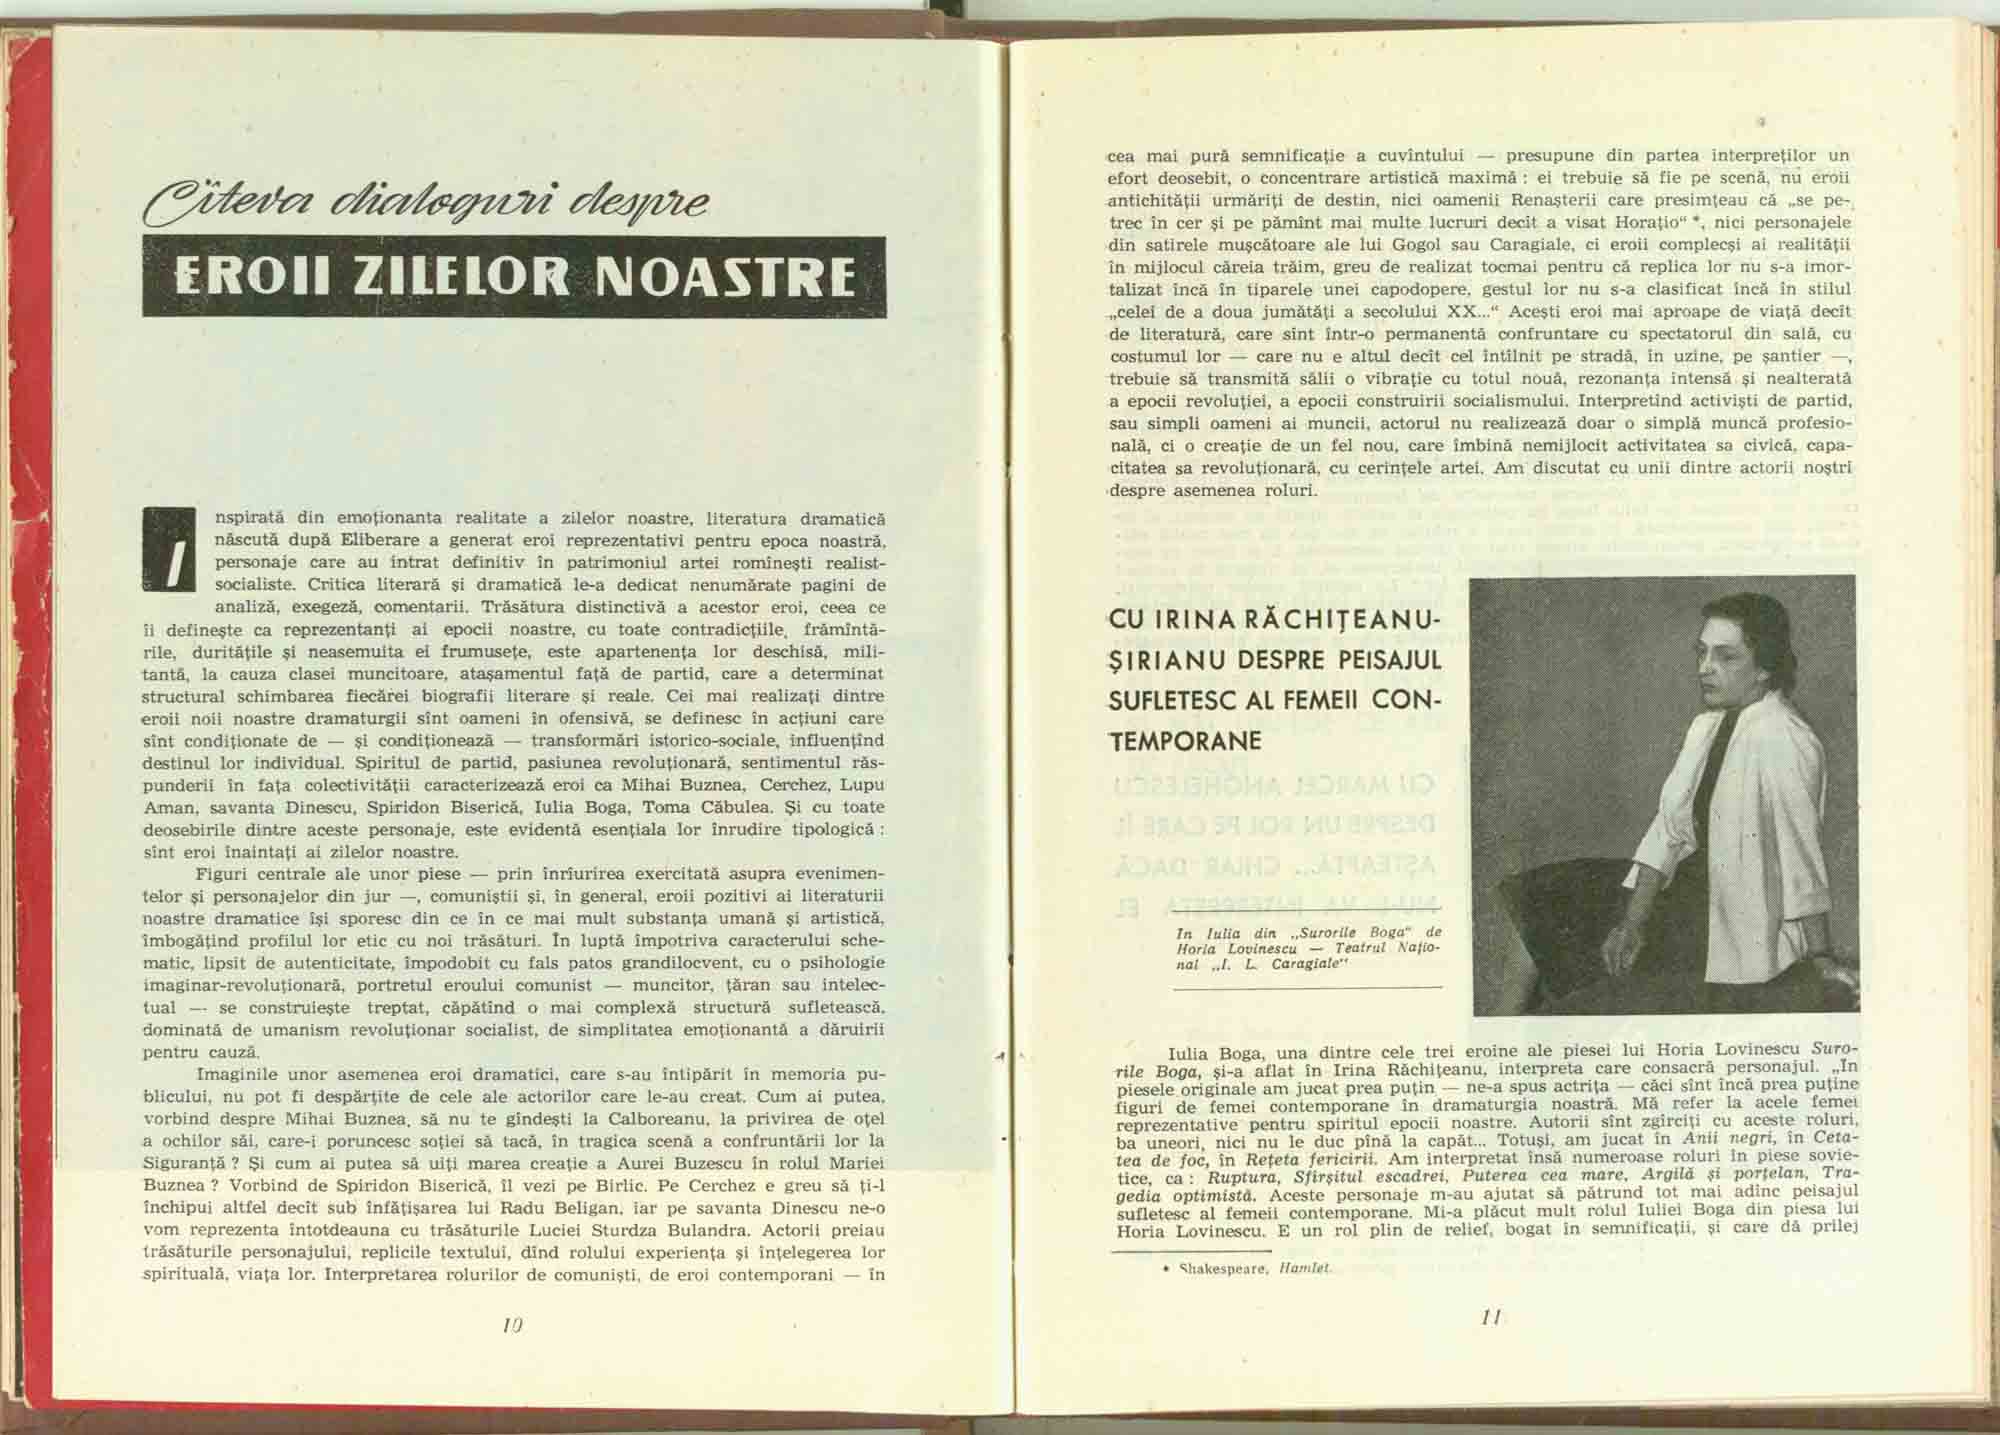 Cîteva dialoguri despre
EROII ZILELOR NOASTRE
Inspirată din emoționanta realitate a zilelor noastre, literatura dramatică
născută după Eliberare a generat eroi reprezentativi pentru epoca noastră,
personaje care au intrat definitiv în patrimoniul artei romînești realist-
socialiste. Critica literară și dramatică le-a dedicat nenumărate pagini de
analiză, exegeză, comentarii. Trăsătura distinctivă a acestor eroi, ceea ce
îi definește ca reprezentanți ai epocii noastre, cu toate contradicțiile, frămîntă-
rile, duritățile și neasemuita ei frumusețe, este apartenența lor deschisă, mili-
tantă, la cauza clasei muncitoare, atașamentul față de partid, care a determinat
structural schimbarea fiecărei biografii literare și reale. Cei mai realizați dintre
eroii noii noastre dramaturgii sînt oameni în ofensivă, se definesc în acțiuni care
sînt condiționate de — și condiționează — transformări istorico-sociale, influențînd
destinul lor individual. Spiritul de partid, pasiunea revoluționară, sentimentul răs-
punderii în fața colectivității caracterizează eroi ca Mihai Buznea, Cerchez, Lupu
Aman, savanta Dinescu, Spiridon Biserică, Iulia Boga, Toma Căbulea. Și cu toate
deosebirile dintre aceste personaje, este evidentă esențiala lor înrudire tipologică :
sînt eroi înaintați ai zilelor noastre.
Figuri centrale ale unor piese — prin înrîurirea exercitată asupra evenimen-
telor și personajelor din jur —, comuniștii și, în general, eroii pozitivi ai literaturii
noastre dramatice își sporesc din ce în ce mai mult substanța umană și artistică,
îmbogățind profilul lor etic cu noi trăsături. În luptă împotriva caracterului sche-
matic, lipsit de autenticitate, împodobit cu fals patos grandilocvent, cu o psihologie
imaginar-revoluționară, portretul eroului comunist — muncitor, țăran sau intelec-
tual — se construiește treptat, căpătînd o mai complexă structură sufletească,
dominată de umanism revoluționar socialist, de simplitatea emoționantă a dăruirii
pentru cauză.
Imaginile unor asemenea eroi dramatici, care s-au întipărit în memoria pu-
blicului, nu pot fi despărțite de cele ale actorilor care le-au creat. Cum ai putea,
vorbind despre Mihai Buznea, să nu te gîndești la Calboreanu, la privirea de oțel
a ochilor săi, care-i poruncesc soției să tacă, în tragica scenă a confruntării lor la
Siguranță ? Și cum ai putea să uiți marea creație a Aurei Buzescu în rolul Mariei
Buznea ? Vorbind de Spiridon Biserică, îl vezi pe Birlic. Pe Cerchez e greu să ți-l
închipui altfel decît sub înfățișarea lui Radu Beligan, iar pe savanta Dinescu ne-o
vom reprezenta întotdeauna cu trăsăturile Luciei Sturdza Bulandra. Actorii preiau
trăsăturile personajului, replicile textului, dînd rolului experiența și înțelegerea lor
spirituală, viața lor. Interpretarea rolurilor de comuniști, de eroi contemporani — în
10
cea mai pură semnificație a cuvîntului — presupune din partea interpreților un
efort deosebit, o concentrare artistică maximă : ei trebuie să fie pe scenă, nu eroii
antichității urmăriți de destin, nici oamenii Renașterii care presimțeau că „se pe-
trec în cer și pe pămînt mai multe lucruri decît a visat Horațio" *, nici personajele
din satirele mușcătoare ale lui Gogol sau Caragiale, ci eroii complecși ai realității
în mijlocul căreia trăim, greu de realizat tocmai pentru că replica lor nu s-a imor-
talizat încă în tiparele unei capodopere, gestul lor nu s-a clasificat încă în stilul
„celei de a doua jumătăți a secolului XX..." Acești eroi mai aproape de viață decît
de literatură, care sînt într-o permanentă confruntare cu spectatorul din sală, cu
costumul lor — care nu e altul decît cel întîlnit pe stradă, în uzine, pe șantier —,
trebuie să transmită sălii o vibrație cu totul nouă, rezonanța intensă și nealterată
a epocii revoluției, a epocii construirii socialismului. Interpretînd activiști de partid,
sau simpli oameni ai muncii, actorul nu realizează doar o simplă muncă profesio-
nală, ci o creație de un fel nou, care îmbină nemijlocit activitatea sa civică, capa-
citatea sa revoluționară, cu cerințele artei. Am discutat cu unii dintre actorii noștri
despre asemenea roluri.
CU IRINA RĂCHIȚEANU-
ȘIRIANU DESPRE PEISAJUL
SUFLETESC AL FEMEII CON-
TEMPORANE
In Iulia din „Surorile Boga" de
Horia Lovinescu — Teatrul Națio-
nal „I. L. Caragiale"
Iulia Boga, una dintre cele trei eroine ale piesei lui Horia Lovinescu Suro-
rile Boga, și-a aflat în Irina Răchițeanu, interpreta care consacră personajul. „In
piesele originale am jucat prea puțin — ne-a spus actrița — căci sînt încă prea puține
figuri de femei contemporane în dramaturgia noastră. Mă refer la acele femei
reprezentative pentru spiritul epocii noastre. Autorii sînt zgîrciți cu aceste roluri,
ba uneori, nici nu le duc pînă la capăt... Totuși, am jucat în Anii negri, în Ceta-
tea de foc, în Rețeta fericirii. Am interpretat însă numeroase roluri în piese sovie-
tice, ca : Ruptura, Sfîrșitul escadrei, Puterea cea mare, Argilă și porțelan, Tra-
gedia optimistă. Aceste personaje m-au ajutat să pătrund tot mai adînc peisajul
sufletesc al femeii contemporane. Mi-a plăcut mult rolul Iuliei Boga din piesa lui
Horia Lovinescu. E un rol plin de relief, bogat în semnificații, și care dă prilej
* Shakespeare, Hamlet.
11